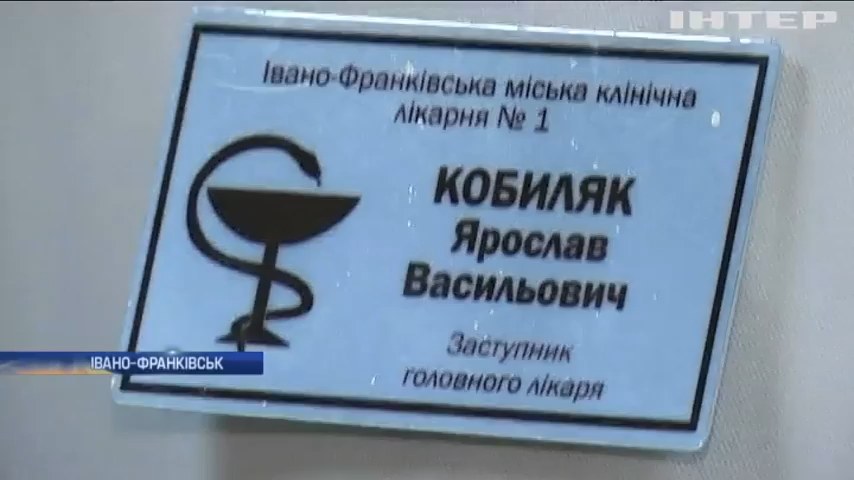 ІНТЕР
Івано-Франківська міська клінічна
лікарня № 1
КОБИЛЯК
Ярослав
Васильович
Заступник
головного лікаря
ІВАНО-ФРАНКІВСЬК